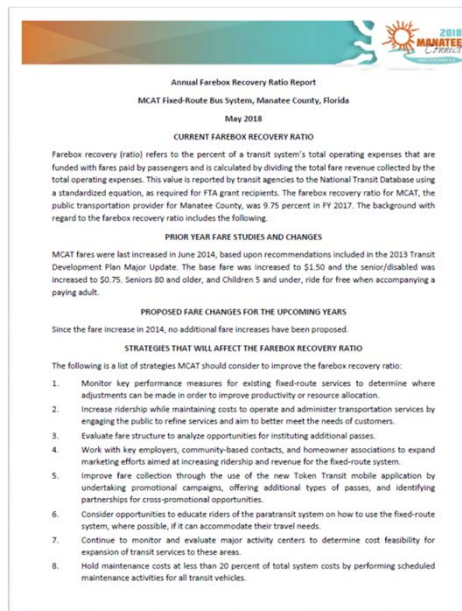 2018
MANATEE
Connect
Annual Farebox Recovery Ratio Report
MCAT Fixed-Route Bus System, Manatee County, Florida
May 2018
CURRENT FAREBOX RECOVERY RATIO
Farebox recovery (ratio) refers to the percent of a transit system's total operating expenses that are
funded with fares paid by passengers and is calculated by dividing the total fare revenue collected by the
total operating expenses. This value is reported by transit agencies to the National Transit Database using
a standardized equation, as required for FTA grant recipients. The farebox recovery ratio for MCAT, the
public transportation provider for Manatee County, was 9.75 percent in FY 2017. The background with
regard to the farebox recovery ratio includes the following.
PRIOR YEAR FARE STUDIES AND CHANGES
MCAT fares were last increased in June 2014, based upon recommendations included in the 2013 Transit
Development Plan Major Update. The base fare was increased to $1.50 and the senior/disabled was
increased to $0.75. Seniors 80 and older, and Children 5 and under, ride for free when accompanying a
paying adult.
PROPOSED FARE CHANGES FOR THE UPCOMING YEARS
Since the fare increase in 2014, no additional fare increases have been proposed.
STRATEGIES THAT WILL AFFECT THE FAREBOX RECOVERY RATIO
The following is a list of strategies MCAT should consider to improve the farebox recovery ratio:
1. Monitor key performance measures for existing fixed-route services to determine where
adjustments can be made in order to improve productivity or resource allocation.
2. Increase ridership while maintaining costs to operate and administer transportation services by
engaging the public to refine services and aim to better meet the needs of customers.
3. Evaluate fare structure to analyze opportunities for instituting additional passes.
4. Work with key employers, community-based contacts, and homeowner associations to expand
marketing efforts aimed at increasing ridership and revenue for the fixed-route system.
5. Improve fare collection through the use of the new Token Transit mobile application by
undertaking promotional campaigns, offering additional types of passes, and identifying
partnerships for cross-promotional opportunities.
6. Consider opportunities to educate riders of the paratransit system on how to use the fixed-route
system, where possible, if it can accommodate their travel needs.
7. Continue to monitor and evaluate major activity centers to determine cost feasibility for
expansion of transit services to these areas.
8. Hold maintenance costs at less than 20 percent of total system costs by performing scheduled
maintenance activities for all transit vehicles.